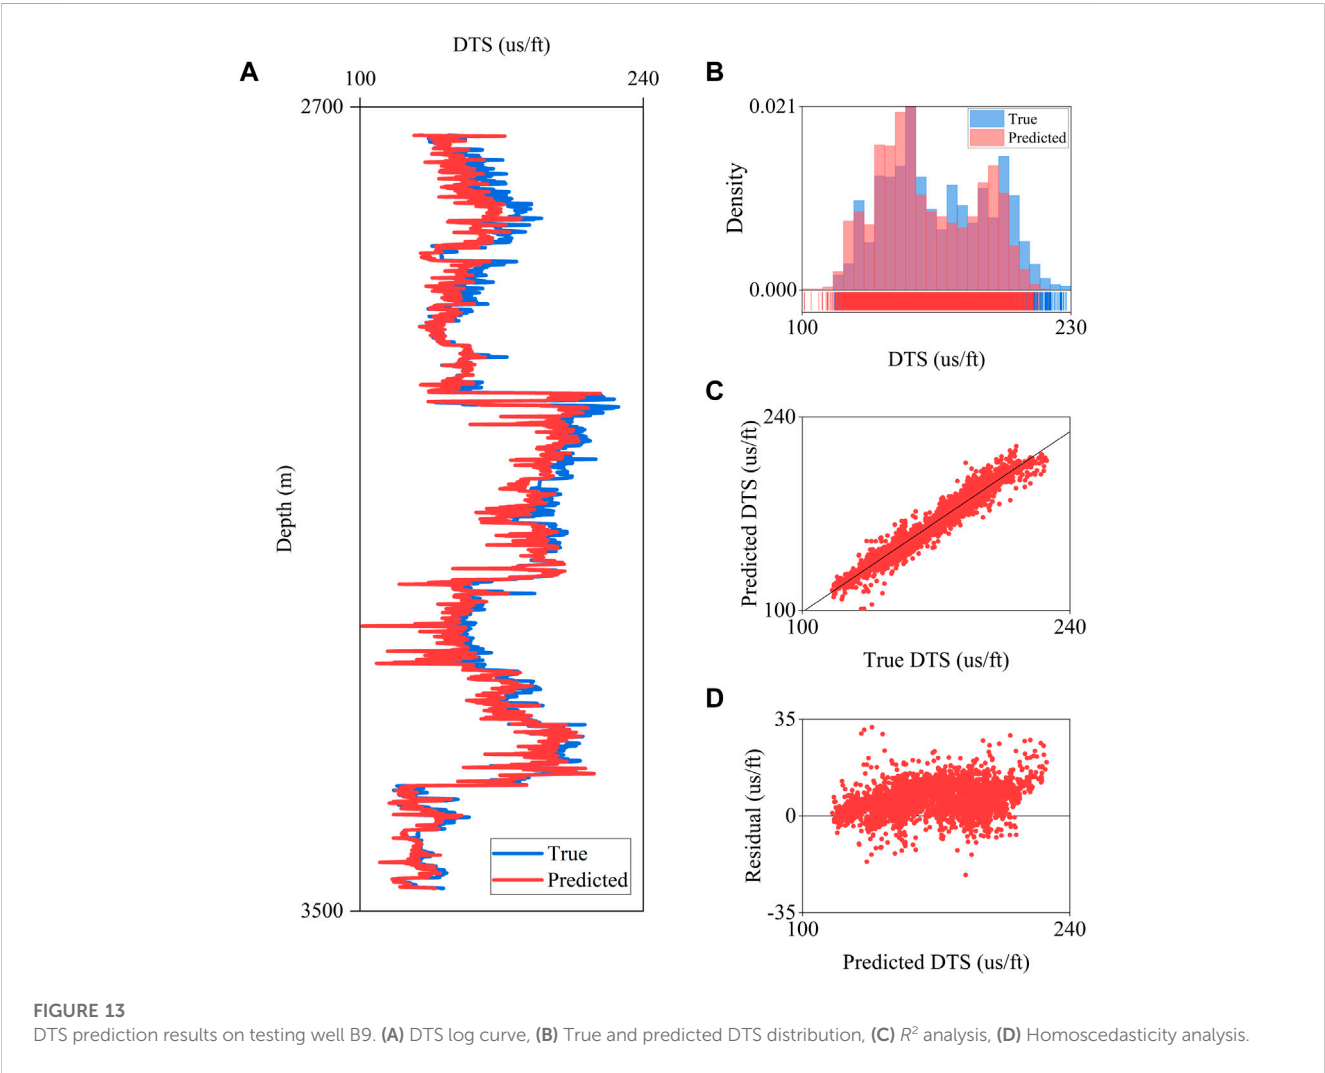 DTS (us/ft)
A
100 240
2700
Depth (m)
3500
True
Predicted
B
0.021
True
Predicted
Density
0.000
100 230
DTS (us/ft)
C
240
Predicted DTS (us/ft)
100
100 240
True DTS (us/ft)
D
35
Residual (us/ft)
0
-35
100 240
Predicted DTS (us/ft)
FIGURE 13
DTS prediction results on testing well B9. (A) DTS log curve, (B) True and predicted DTS distribution, (C) R² analysis, (D) Homoscedasticity analysis.